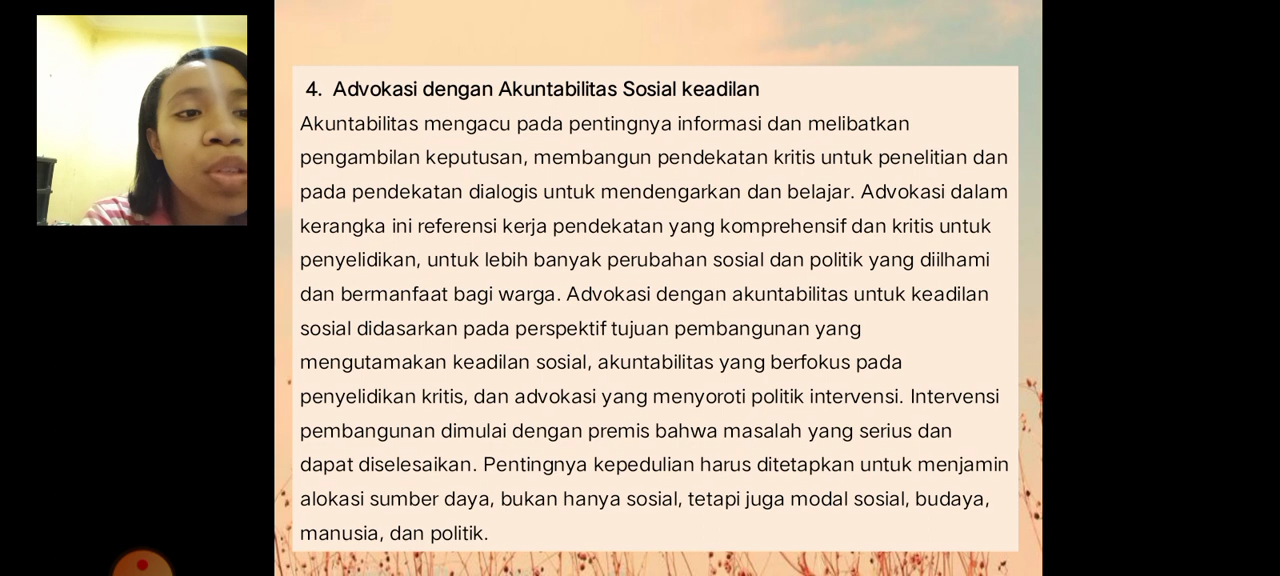 4. Advokasi dengan Akuntabilitas Sosial keadilan
Akuntabilitas mengacu pada pentingnya informasi dan melibatkan
pengambilan keputusan, membangun pendekatan kritis untuk penelitian dan
pada pendekatan dialogis untuk mendengarkan dan belajar. Advokasi dalam
kerangka ini referensi kerja pendekatan yang komprehensif dan kritis untuk
penyelidikan, untuk lebih banyak perubahan sosial dan politik yang diilhami
dan bermanfaat bagi warga. Advokasi dengan akuntabilitas untuk keadilan
sosial didasarkan pada perspektif tujuan pembangunan yang
mengutamakan keadilan sosial, akuntabilitas yang berfokus pada
penyelidikan kritis, dan advokasi yang menyoroti politik intervensi. Intervensi
pembangunan dimulai dengan premis bahwa masalah yang serius dan
dapat diselesaikan. Pentingnya kepedulian harus ditetapkan untuk menjamin
alokasi sumber daya, bukan hanya sosial, tetapi juga modal sosial, budaya,
manusia, dan politik.